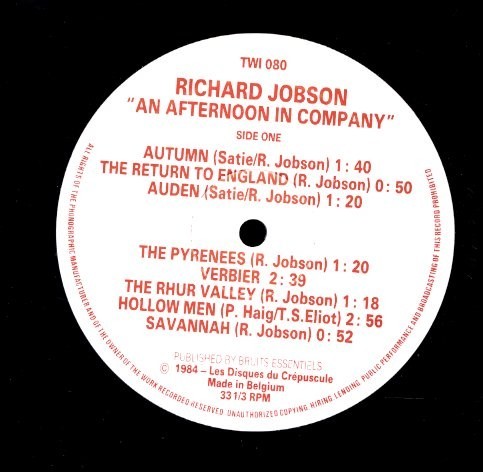 TWI 080
RICHARD JOBSON
"AN AFTERNOON IN COMPANY"
SIDE ONE
AUTUMN (Satie/R. Jobson) 1 : 40
THE RETURN TO ENGLAND (R. Jobson) 0 : 50
AUDEN (Satie/R. Jobson) 1 : 20
THE PYRENEES (R. Jobson) 1 : 20
VERBIER 2 : 39
THE RHUR VALLEY (R. Jobson) 1 : 18
HOLLOW MEN (P. Haig/T.S.Eliot) 2 : 56
SAVANNAH (R. Jobson) 0 : 52
PUBLISHED BY BRUITS ESSENTIELS
© 1984 – Les Disques du Crépuscule
Made in Belgium
33 1/3 RPM
ALL RIGHTS OF THE PHONOGRAPHIC MANUFACTURER AND OF THE OWNER OF THE WORK RECORDED RESERVED. UNAUTHORIZED COPYING, HIRING, LENDING, PUBLIC PERFORMANCE AND BROADCASTING OF THIS RECORD PROHIBITED